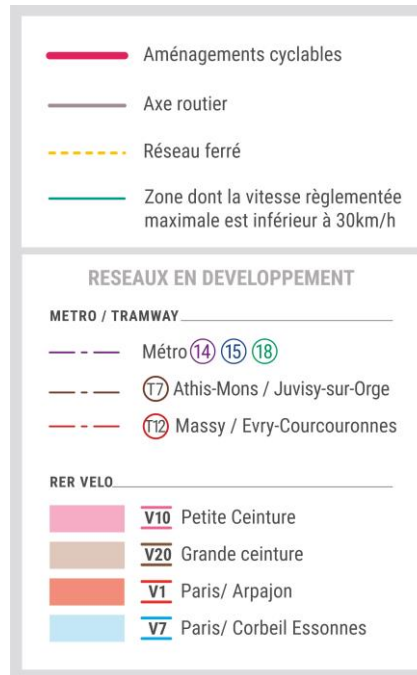 Aménagements cyclables
Axe routier
Réseau ferré
Zone dont la vitesse règlementée
maximale est inférieur à 30km/h
RESEAUX EN DEVELOPPEMENT
METRO / TRAMWAY
Métro 14 15 18
T7 Athis-Mons / Juvisy-sur-Orge
T12 Massy / Evry-Courcouronnes
RER VELO
V10 Petite Ceinture
V20 Grande ceinture
V1 Paris/ Arpajon
V7 Paris/ Corbeil Essonnes